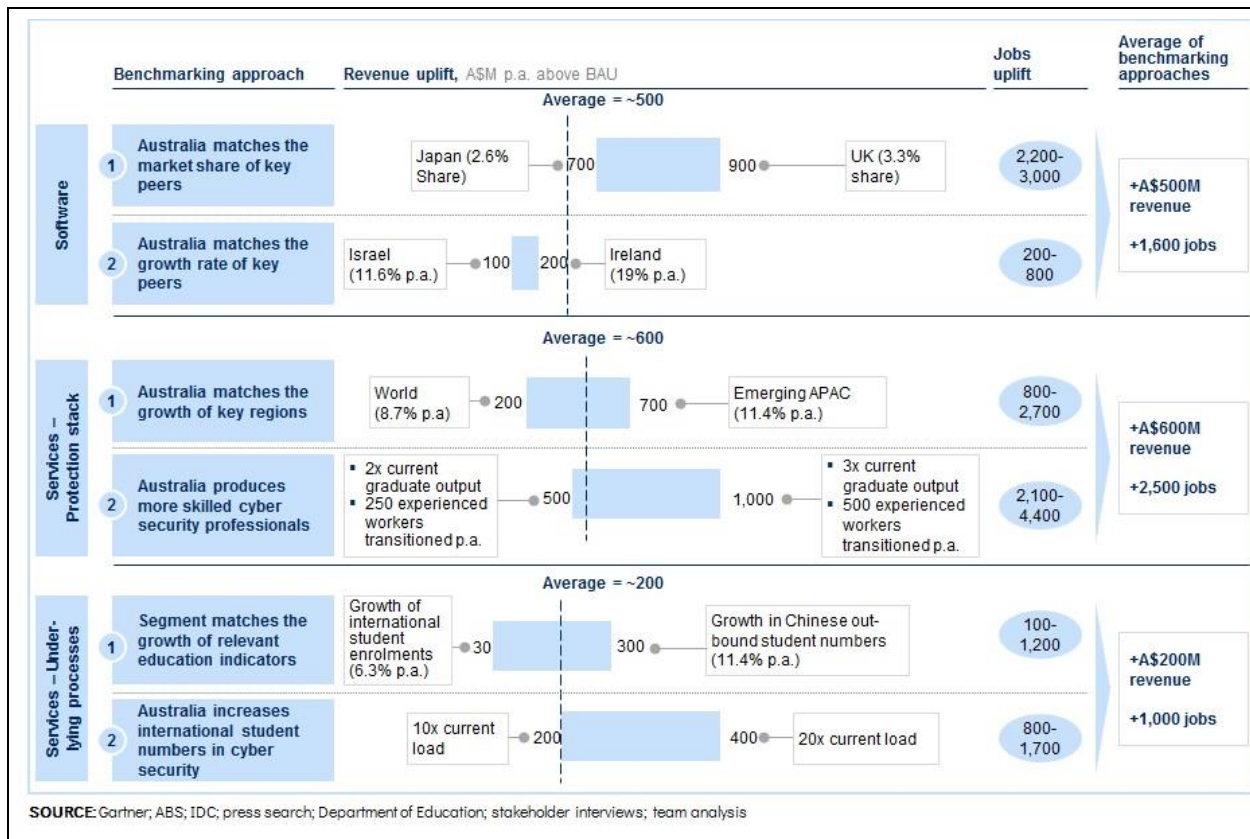 Benchmarking approach
Revenue uplift, A$M p.a. above BAU
Jobs
uplift
Average of
benchmarking
approaches
Average = ~500
Software
1
Australia matches the
market share of key
peers
Japan (2.6%
Share)
700
900
UK (3.3%
share)
2,200-
3,000
2
Australia matches the
growth rate of key
peers
Israel
(11.6% p.a.)
100
200
Ireland
(19% p.a.)
200-
800
+A$500M
revenue
+1,600 jobs
Average = ~600
Services –
Protection stack
1
Australia matches the
growth of key regions
World
(8.7% p.a)
200
700
Emerging APAC
(11.4% p.a.)
800-
2,700
2
Australia produces
more skilled cyber
security professionals
▪ 2x current
graduate output
▪ 250 experienced
workers
transitioned p.a.
500
1,000
▪ 3x current
graduate output
▪ 500 experienced
workers
transitioned p.a.
2,100-
4,400
+A$600M
revenue
+2,500 jobs
Average = ~200
Services – Under-
lying processes
1
Segment matches the
growth of relevant
education indicators
Growth of
international
student
enrolments
(6.3% p.a.)
30
300
Growth in Chinese out-
bound student numbers
(11.4% p.a.)
100-
1,200
2
Australia increases
international student
numbers in cyber
security
10x current
load
200
400
20x current load
800-
1,700
+A$200M
revenue
+1,000 jobs
SOURCE: Gartner; ABS; IDC; press search; Department of Education; stakeholder interviews; team analysis